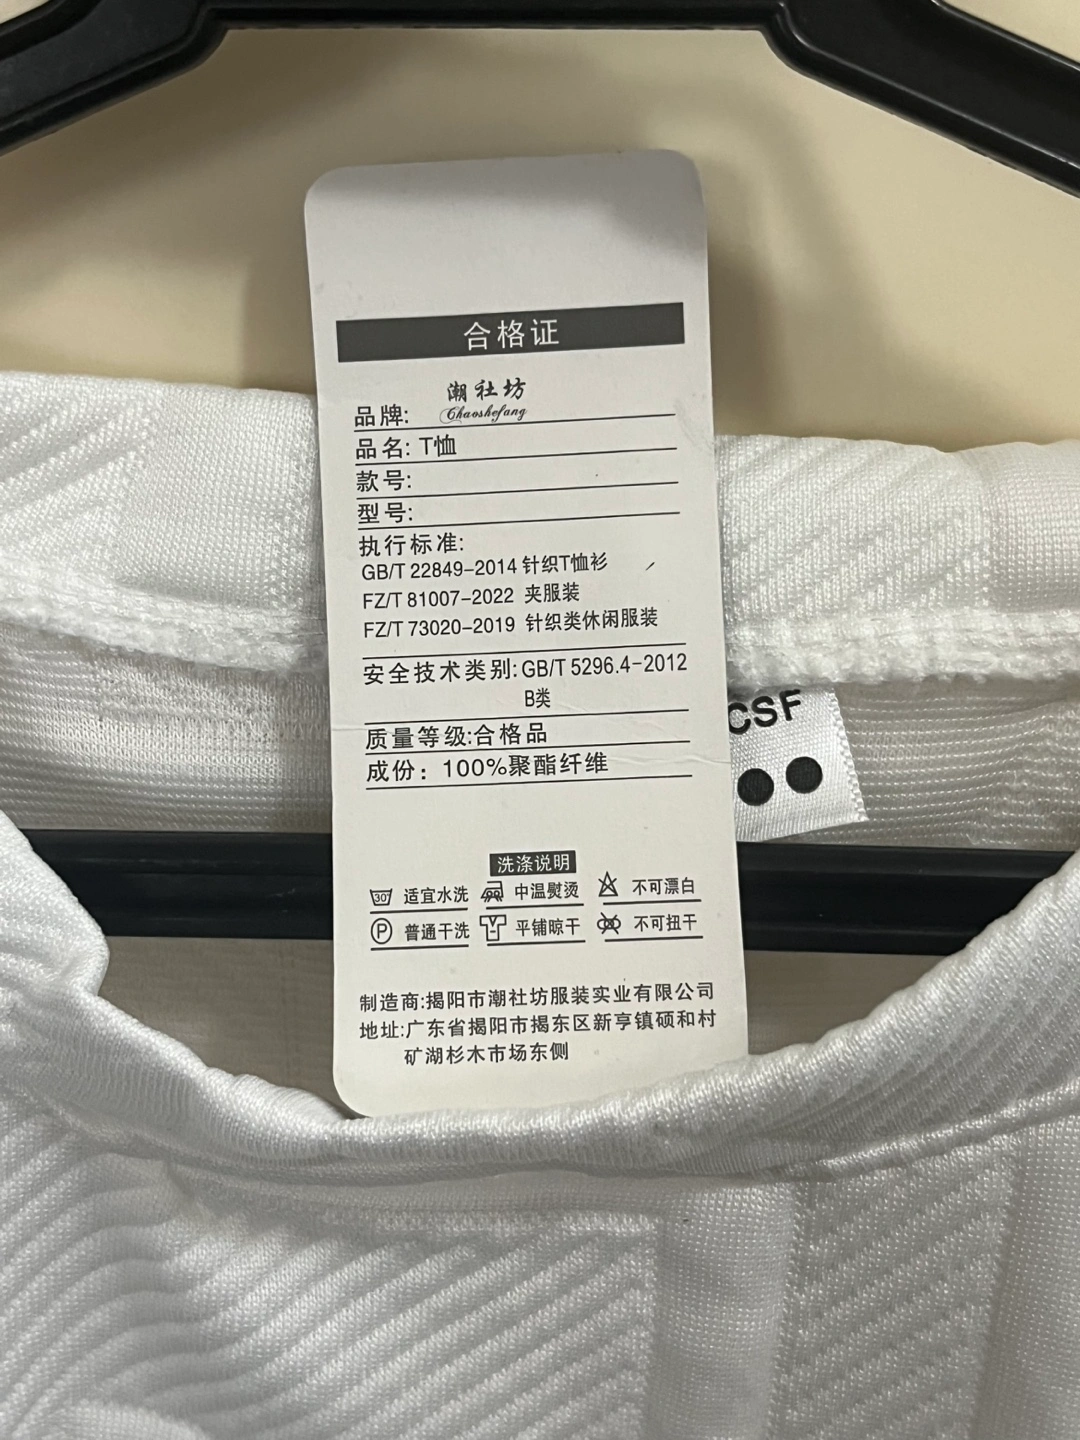 合格证
潮社坊
品牌: Chaoshefang
品名: T恤
款号:
型号:
执行标准:
GB/T 22849-2014 针织T恤衫
FZ/T 81007-2022 夹服装
FZ/T 73020-2019 针织类休闲服装
安全技术类别: GB/T 5296.4-2012
B类
质量等级:合格品
成份：100%聚酯纤维
CSF
洗涤说明
30° 适宜水洗 中温熨烫 不可漂白
P 普通干洗 平铺晾干 不可扭干
制造商:揭阳市潮社坊服装实业有限公司
地址:广东省揭阳市揭东区新亨镇硕和村
矿湖杉木市场东侧